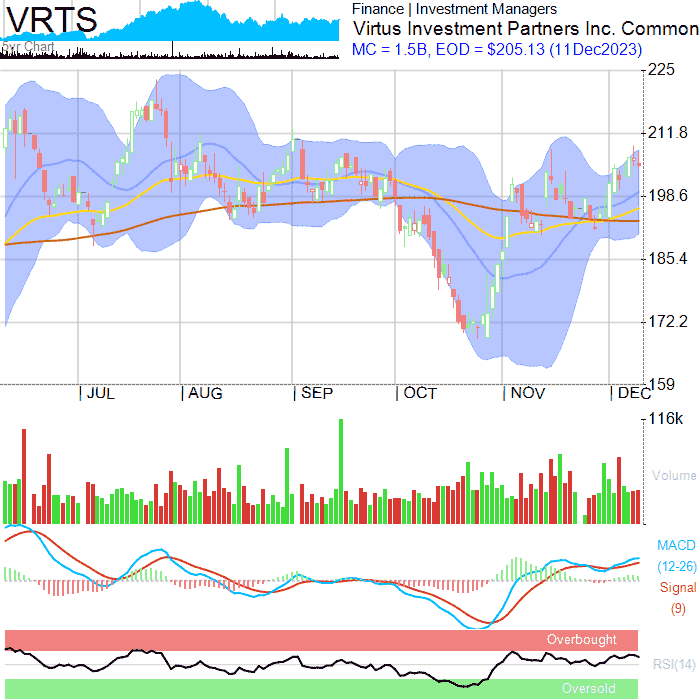 VRTS
5yr Chart
Finance | Investment Managers
Virtus Investment Partners Inc. Common
MC = 1.5B, EOD = $205.13 (11Dec2023)
225
211.8
198.6
185.4
172.2
159
JUL AUG SEP OCT NOV DEC
116k
Volume
MACD
(12-26)
Signal
(9)
Overbought
RSI(14)
Oversold